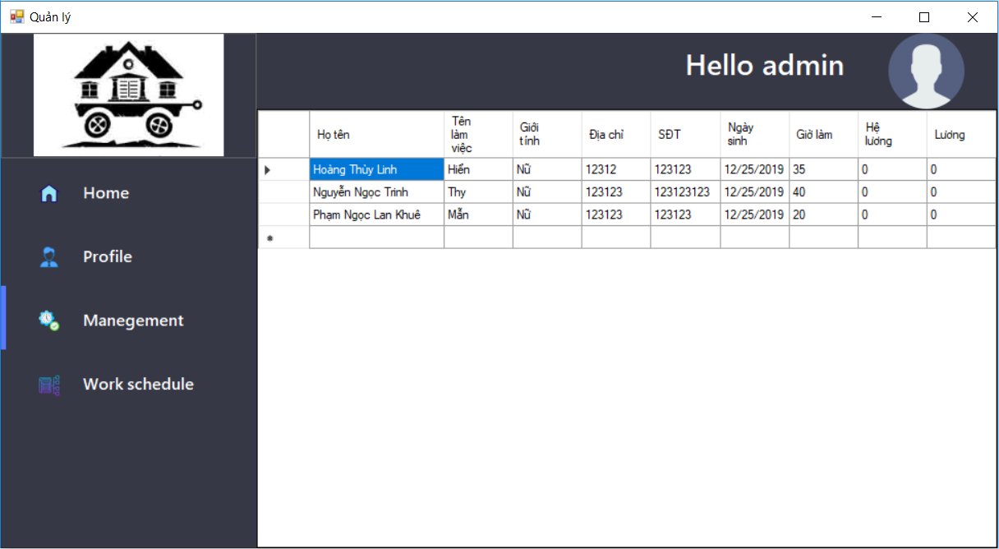 Quản lý
Hello admin
Home
Profile
Manegement
Work schedule
Họ tên Tên làm việc Giới tính Địa chỉ SĐT Ngày sinh Giờ làm Hệ lương Lương
Hoàng Thùy Linh Hiển Nữ 12312 123123 12/25/2019 35 0 0
Nguyễn Ngọc Trinh Thy Nữ 123123 123123123 12/25/2019 40 0 0
Phạm Ngọc Lan Khuê Mẫn Nữ 123123 123123 12/25/2019 20 0 0